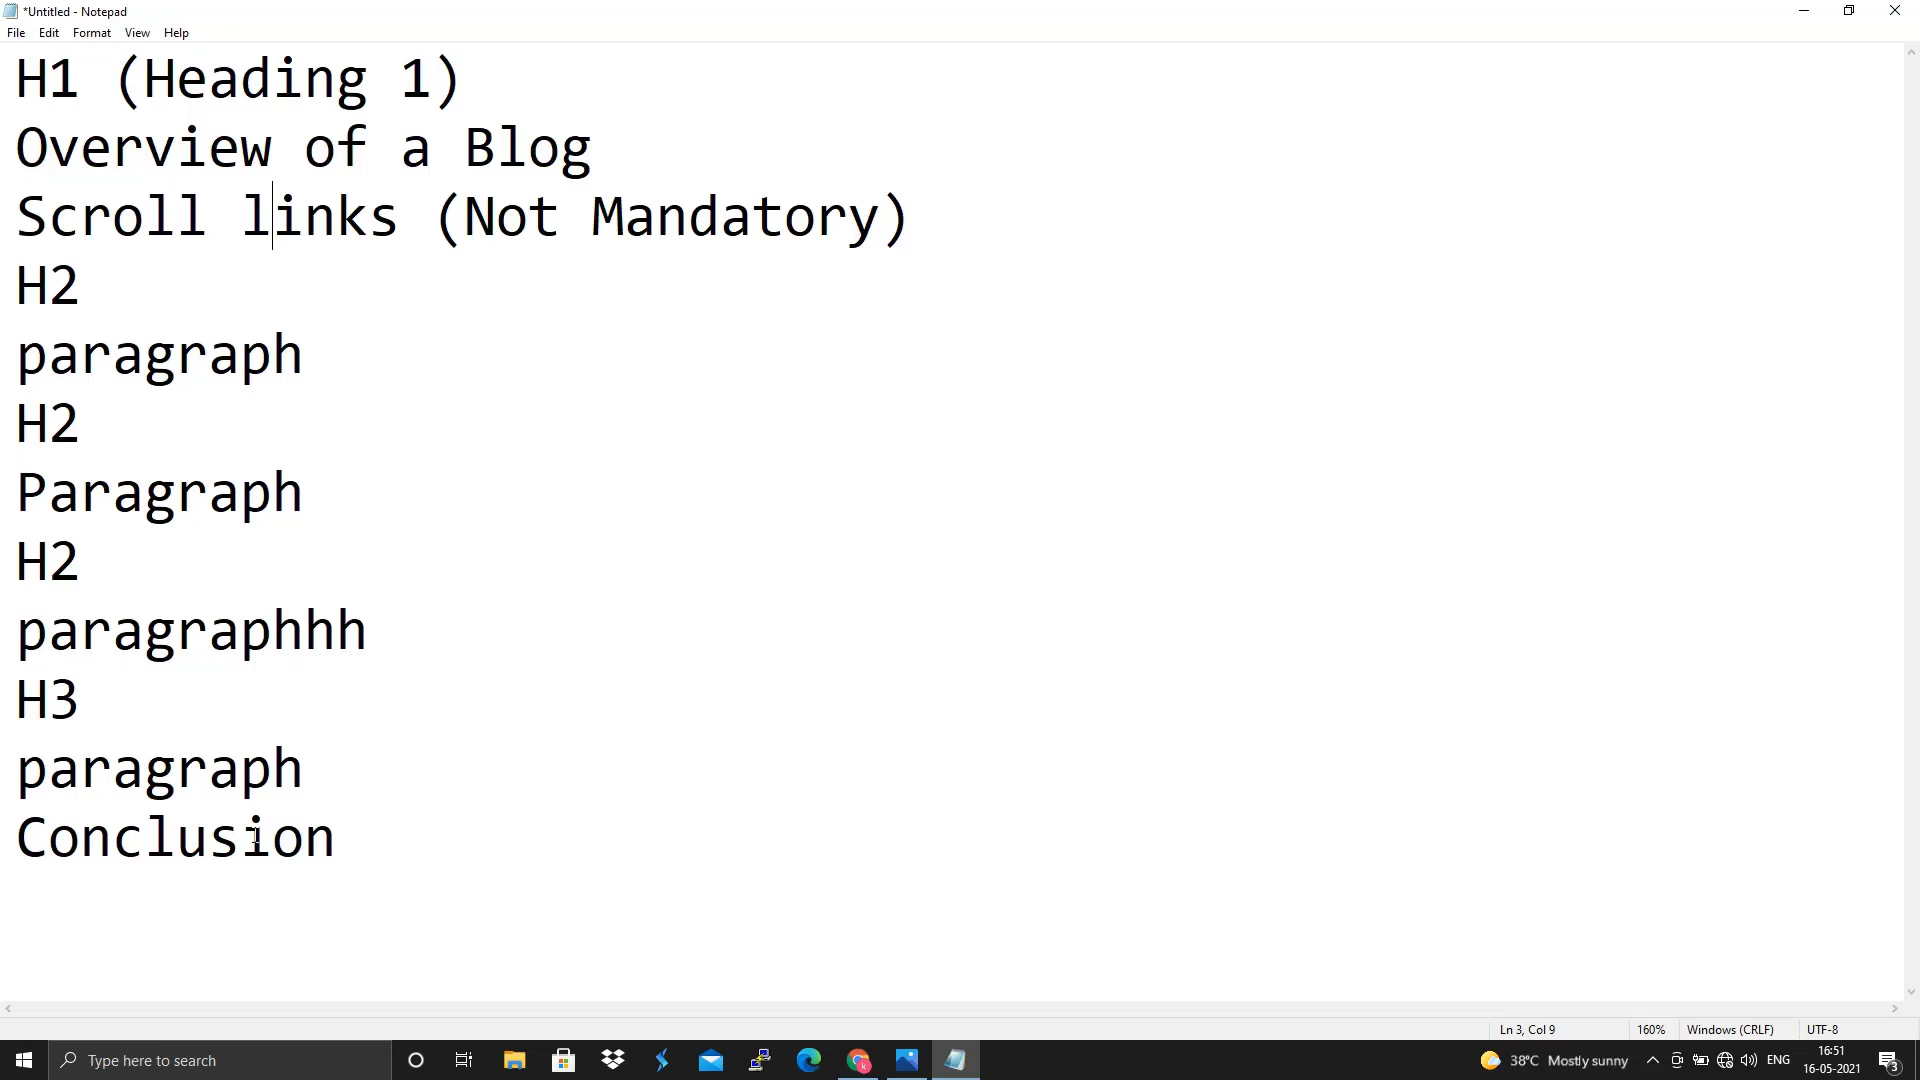 *Untitled - Notepad
File Edit Format View Help
H1 (Heading 1)
Overview of a Blog
Scroll links (Not Mandatory)
H2
paragraph
H2
Paragraph
H2
paragraphhh
H3
paragraph
Conclusion
Ln 3, Col 9 160% Windows (CRLF) UTF-8
Type here to search 38°C Mostly sunny ENG 16:51
16-05-2021 3